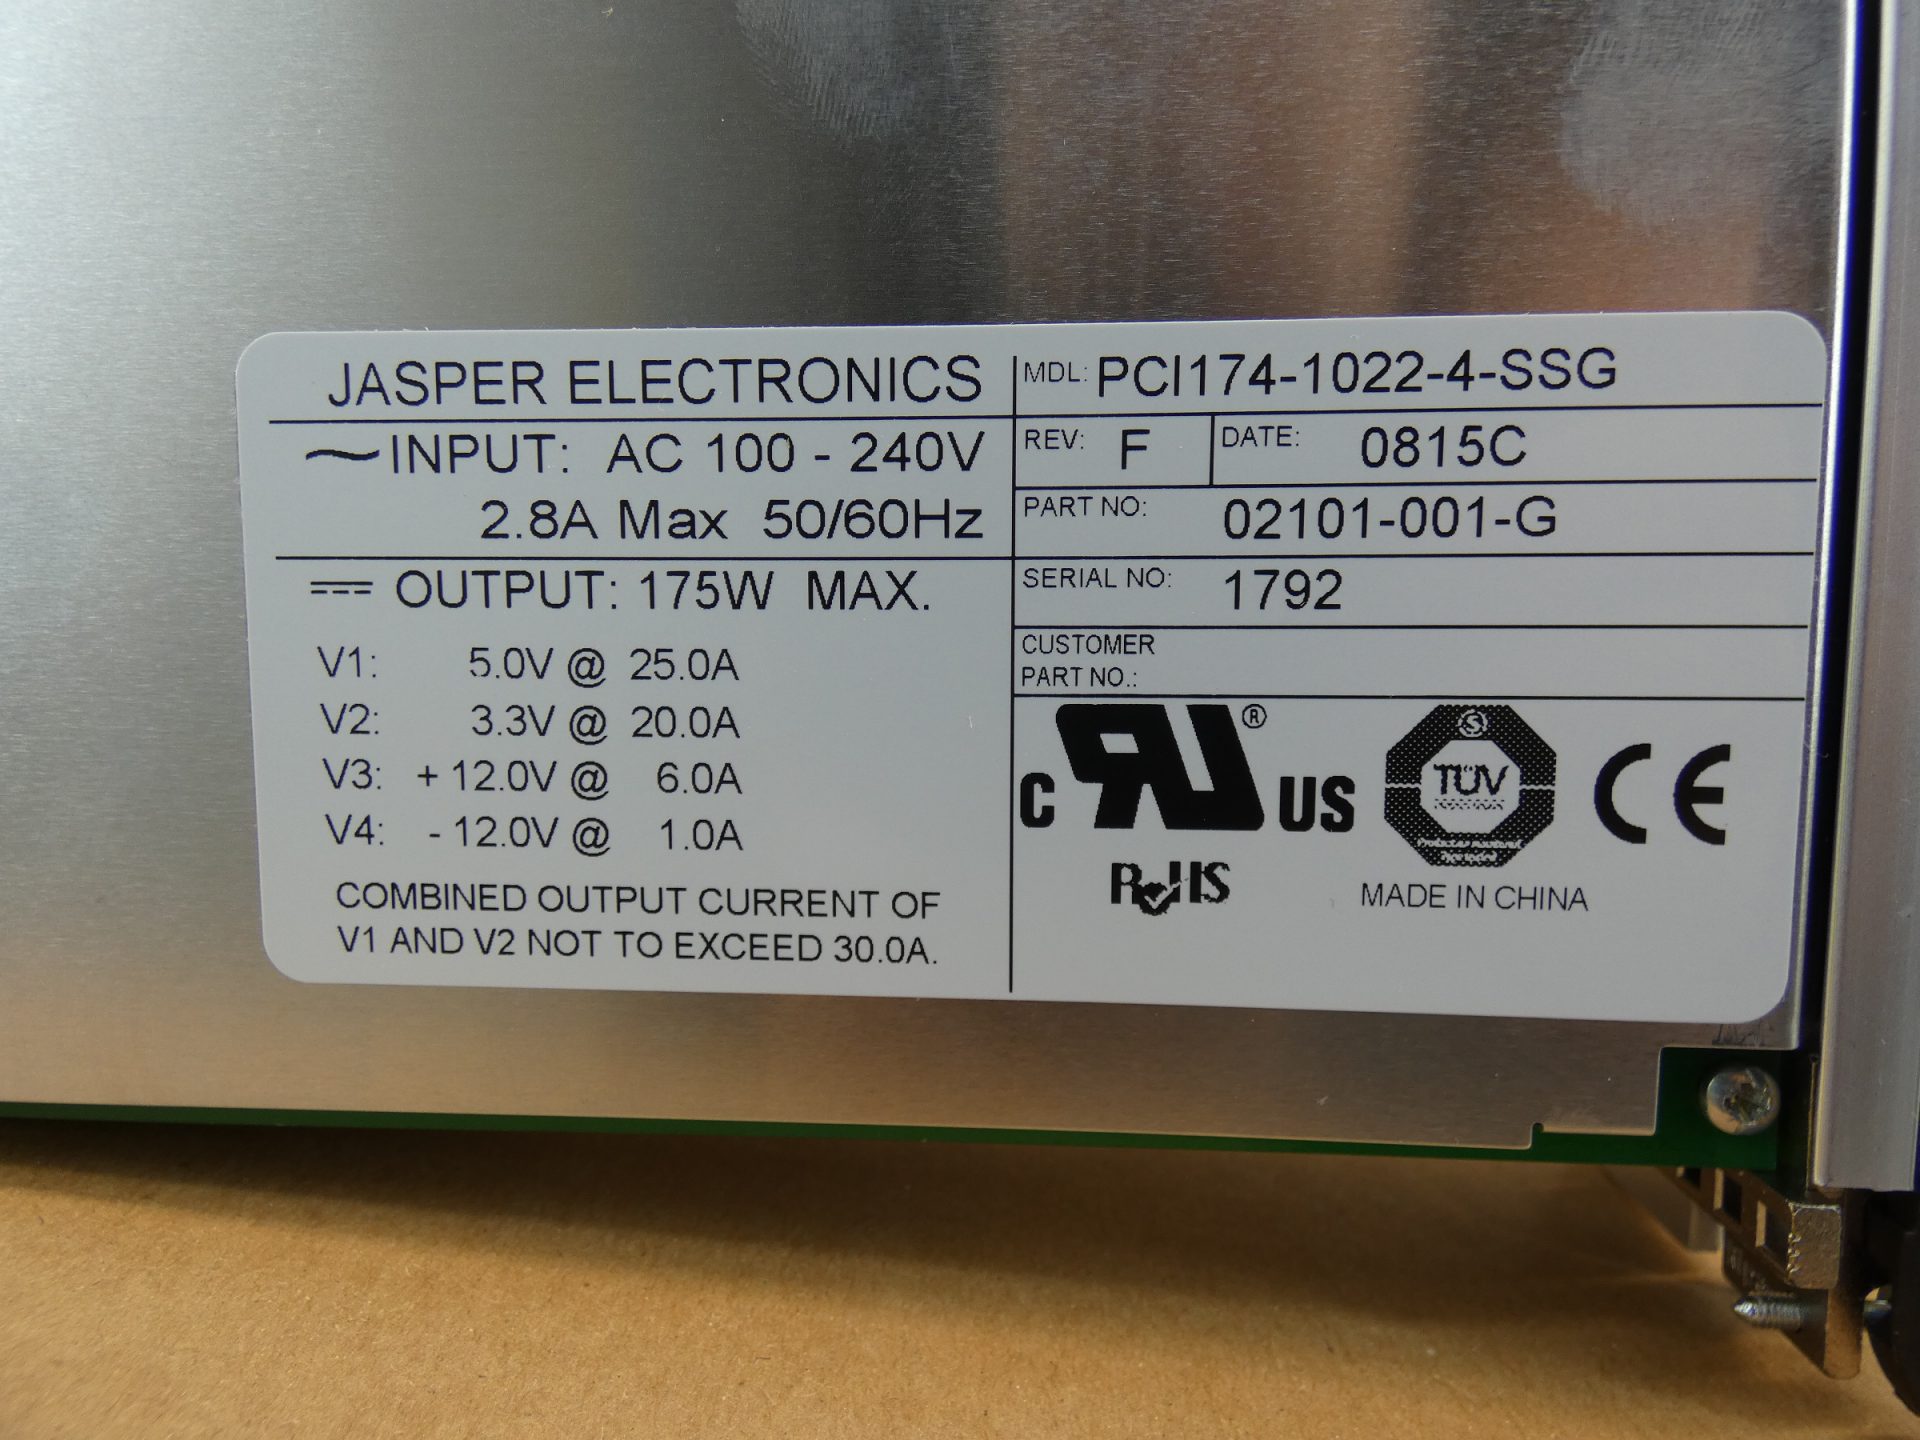 JASPER ELECTRONICS
~INPUT: AC 100 - 240V
2.8A Max 50/60Hz
OUTPUT: 175W MAX.
V1: 5.0V @ 25.0A
V2: 3.3V @ 20.0A
V3: + 12.0V @ 6.0A
V4: - 12.0V @ 1.0A
COMBINED OUTPUT CURRENT OF
V1 AND V2 NOT TO EXCEED 30.0A.
MDL: PCI174-1022-4-SSG
REV: F DATE: 0815C
PART NO: 02101-001-G
SERIAL NO: 1792
CUSTOMER
PART NO.:
C RU ® US
S
TÜV
CE
RoHS
MADE IN CHINA